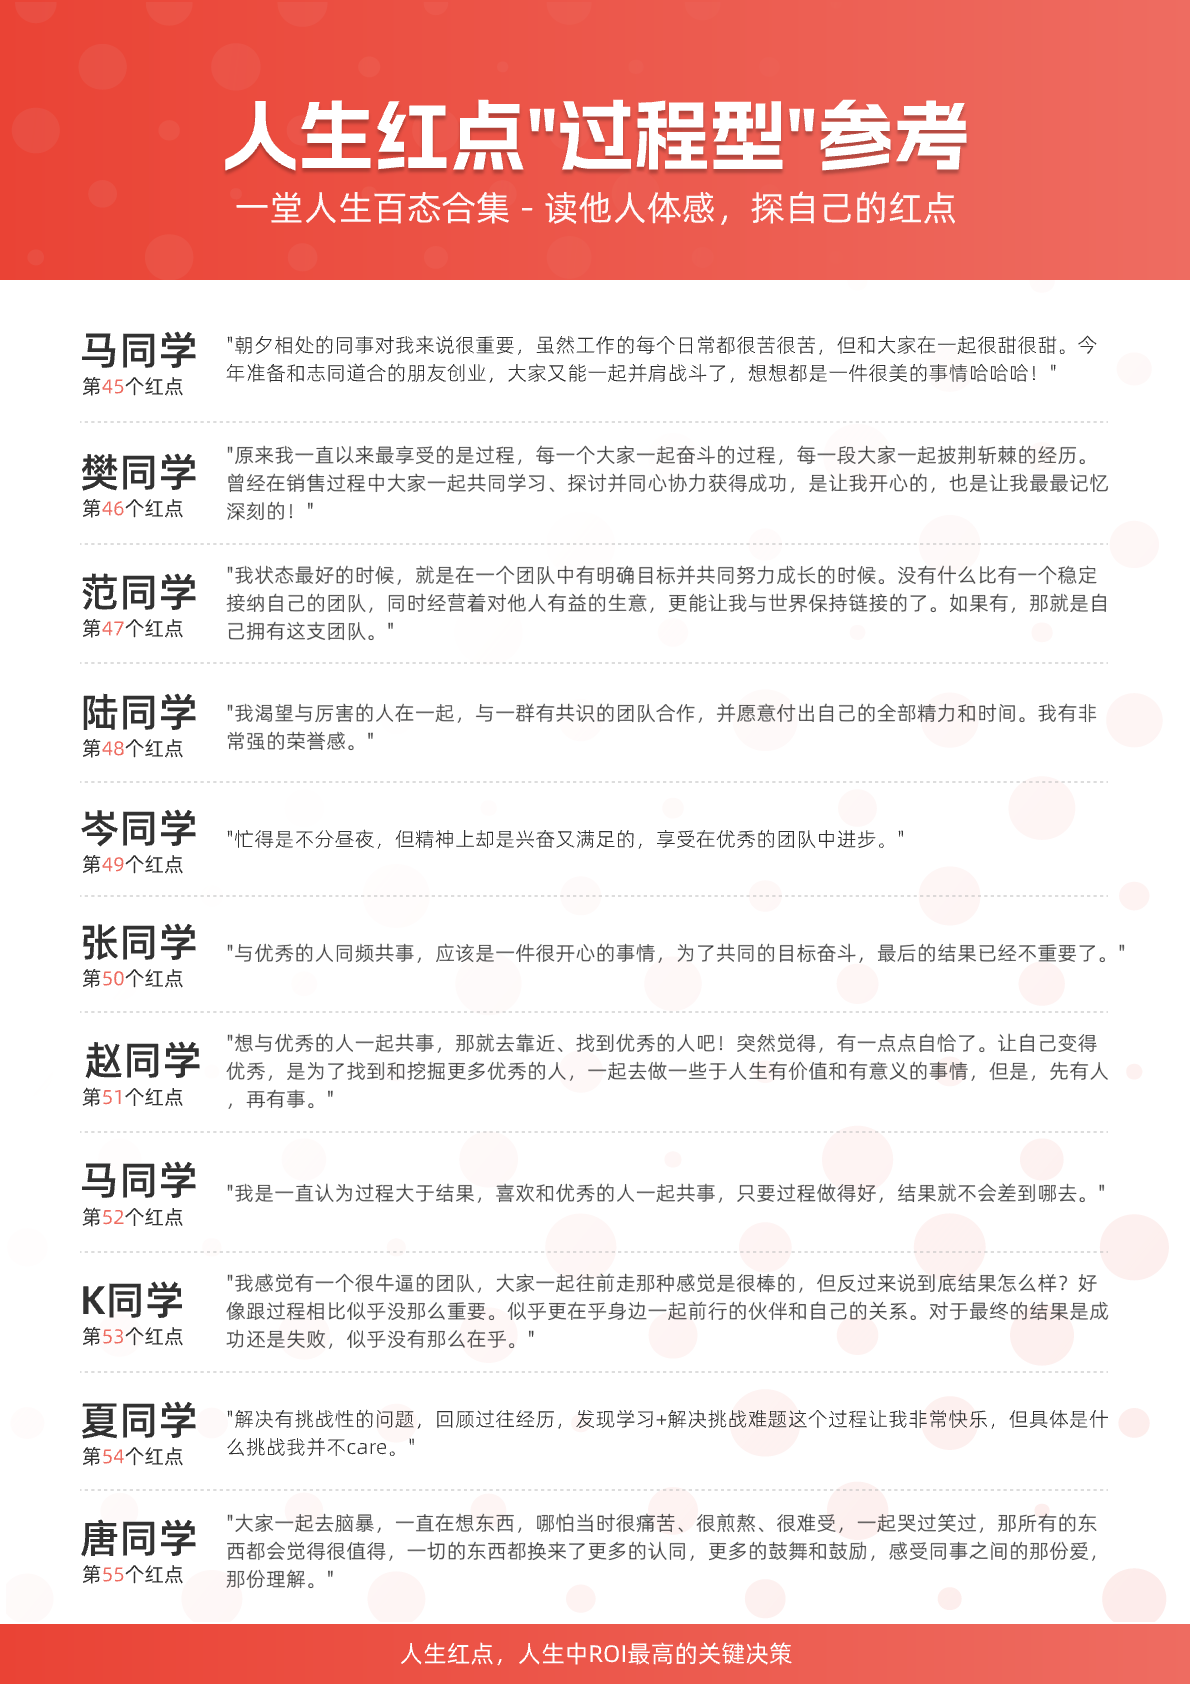 人生红点"过程型"参考
一堂人生百态合集 - 读他人体感，探自己的红点
马同学
第45个红点
"朝夕相处的同事对我来说很重要，虽然工作的每个日常都很苦很苦，但和大家在一起很甜很甜。今
年准备和志同道合的朋友创业，大家又能一起并肩战斗了，想想都是一件很美的事情哈哈哈！"
樊同学
第46个红点
"原来我一直以来最享受的是过程，每一个大家一起奋斗的过程，每一段大家一起披荆斩棘的经历。
曾经在销售过程中大家一起共同学习、探讨并同心协力获得成功，是让我开心的，也是让我最最记忆
深刻的！"
范同学
第47个红点
"我状态最好的时候，就是在一个团队中有明确目标并共同努力成长的时候。没有什么比有一个稳定
接纳自己的团队，同时经营着对他人有益的生意，更能让我与世界保持链接的了。如果有，那就是自
己拥有这支团队。"
陆同学
第48个红点
"我渴望与厉害的人在一起，与一群有共识的团队合作，并愿意付出自己的全部精力和时间。我有非
常强的荣誉感。"
岑同学
第49个红点
"忙得是不分昼夜，但精神上却是兴奋又满足的，享受在优秀的团队中进步。"
张同学
第50个红点
"与优秀的人同频共事，应该是一件很开心的事情，为了共同的目标奋斗，最后的结果已经不重要了。"
赵同学
第51个红点
"想与优秀的人一起共事，那就去靠近、找到优秀的人吧！突然觉得，有一点点自恰了。让自己变得
优秀，是为了找到和挖掘更多优秀的人，一起去做一些于人生有价值和有意义的事情，但是，先有人
，再有事。"
马同学
第52个红点
"我是一直认为过程大于结果，喜欢和优秀的人一起共事，只要过程做得好，结果就不会差到哪去。"
K同学
第53个红点
"我感觉有一个很牛逼的团队，大家一起往前走那种感觉是很棒的，但反过来说到底结果怎么样？好
像跟过程相比似乎没那么重要。似乎更在乎身边一起前行的伙伴和自己的关系。对于最终的结果是成
功还是失败，似乎没有那么在乎。"
夏同学
第54个红点
"解决有挑战性的问题，回顾过往经历，发现学习+解决挑战难题这个过程让我非常快乐，但具体是什
么挑战我并不care。"
唐同学
第55个红点
"大家一起去脑暴，一直在想东西，哪怕当时很痛苦、很煎熬、很难受，一起哭过笑过，那所有的东
西都会觉得很值得，一切的东西都换来了更多的认同，更多的鼓舞和鼓励，感受同事之间的那份爱，
那份理解。"
人生红点，人生中ROI最高的关键决策